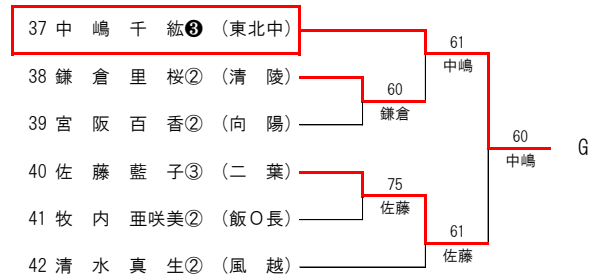 37 中 嶋 千 紘❸ （東北中）
61
中嶋
38 鎌 倉 里 桜② （清 陵）
60
鎌倉
39 宮 阪 百 香② （向 陽）
60
中嶋
G
40 佐 藤 藍 子③ （二 葉）
75
佐藤
41 牧 内 亜咲美② （飯O長）
61
佐藤
42 清 水 真 生② （風 越）